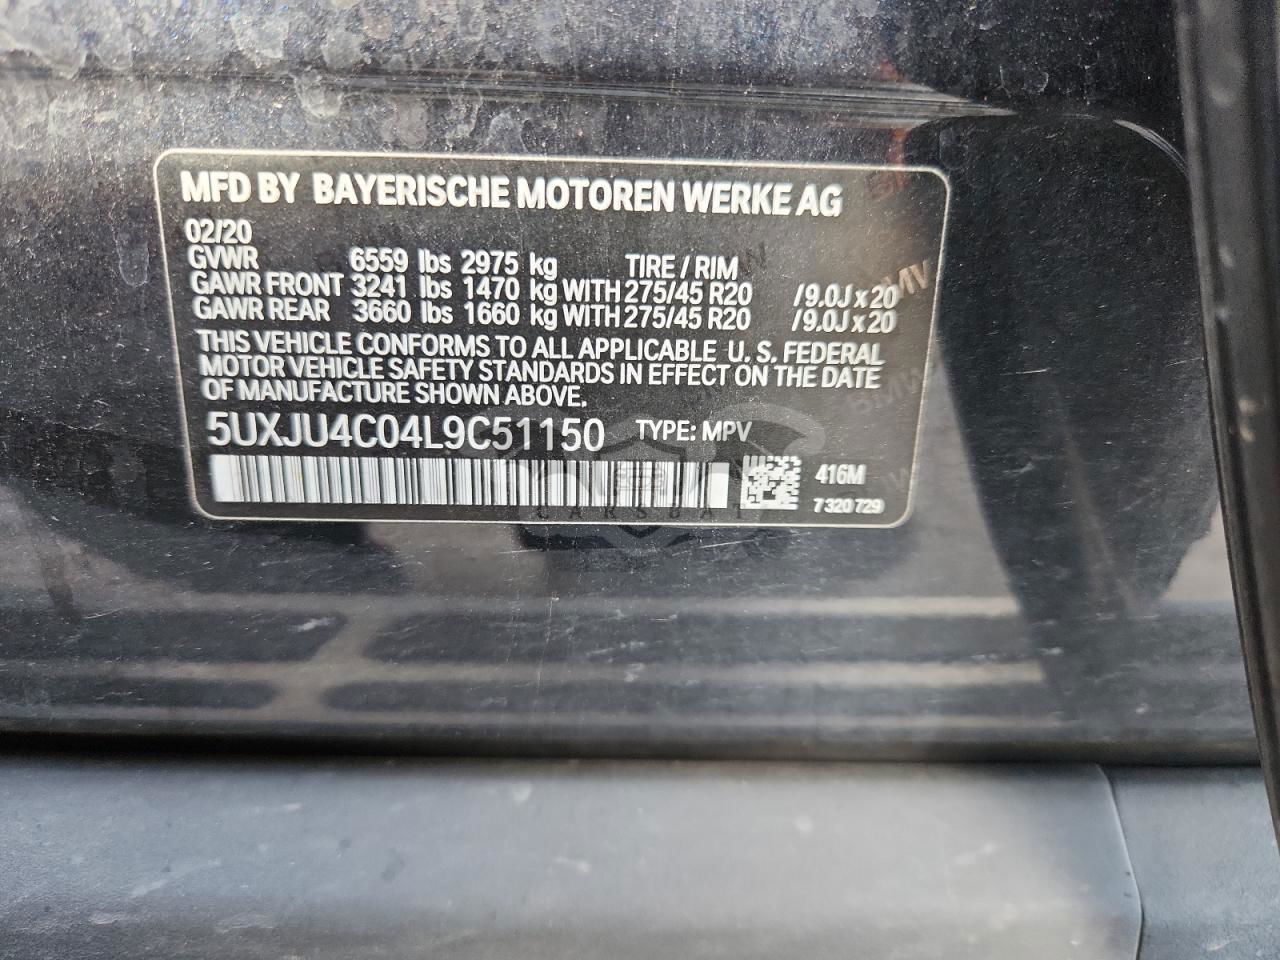 MFD BY BAYERISCHE MOTOREN WERKE AG
02/20
GVWR 6559 lbs 2975 kg TIRE / RIM
GAWR FRONT 3241 lbs 1470 kg WITH 275/45 R20 /9.0J x 20
GAWR REAR 3660 lbs 1660 kg WITH 275/45 R20 /9.0J x 20
THIS VEHICLE CONFORMS TO ALL APPLICABLE U. S. FEDERAL
MOTOR VEHICLE SAFETY STANDARDS IN EFFECT ON THE DATE
OF MANUFACTURE SHOWN ABOVE.
5UXJU4C04L9C51150 TYPE: MPV
416M
7 320 729